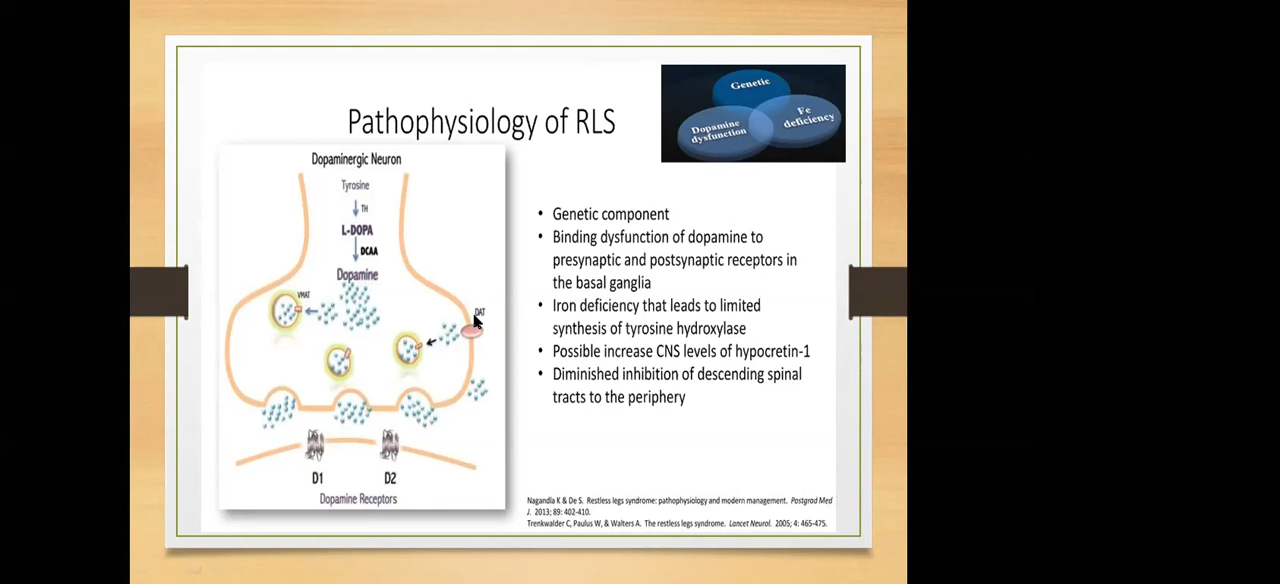 Pathophysiology of RLS
Genetic
Dopamine
dysfunction
Fe
deficiency
Dopaminergic Neuron
Tyrosine
TH
L-DOPA
DCAA
Dopamine
VMAT
DAT
D1
D2
Dopamine Receptors
• Genetic component
• Binding dysfunction of dopamine to
presynaptic and postsynaptic receptors in
the basal ganglia
• Iron deficiency that leads to limited
synthesis of tyrosine hydroxylase
• Possible increase CNS levels of hypocretin-1
• Diminished inhibition of descending spinal
tracts to the periphery
Nagandla K & De S. Restless legs syndrome: pathophysiology and modern management. Postgrad Med
J. 2013; 89: 402-410.
Trenkwalder C, Paulus W, & Walters A. The restless legs syndrome. Lancet Neurol. 2005; 4: 465-475.